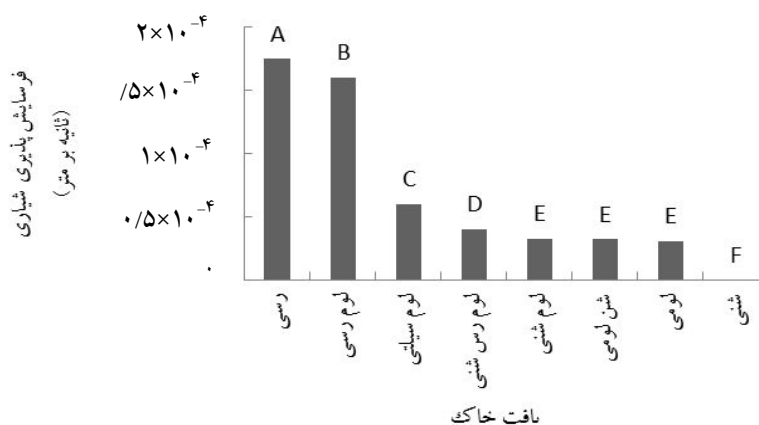 فرسایش پذیری شیاری
(ثانیه بر متر)
۲×۱۰⁻⁴
/۵×۱۰⁻⁴
۱×۱۰⁻⁴
۰/۵×۱۰⁻⁴
۰
A
B
C
D
E
E
E
F
رسی
لوم رسی
لوم سیلتی
لوم رس شنی
لوم شنی
شن لومی
لومی
شنی
بافت خاک